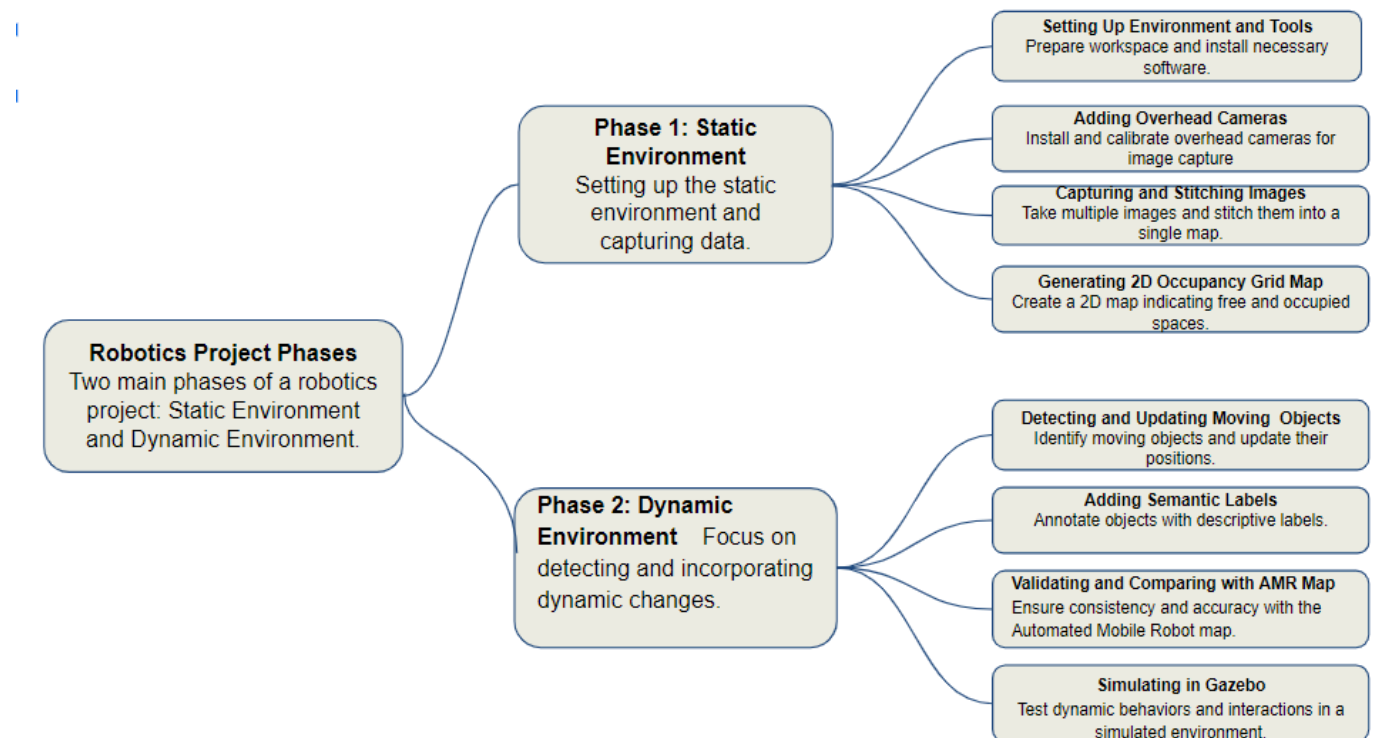 Robotics Project Phases
Two main phases of a robotics
project: Static Environment
and Dynamic Environment.
Phase 1: Static
Environment
Setting up the static
environment and
capturing data.
Setting Up Environment and Tools
Prepare workspace and install necessary
software.
Adding Overhead Cameras
Install and calibrate overhead cameras for
image capture
Capturing and Stitching Images
Take multiple images and stitch them into a
single map.
Generating 2D Occupancy Grid Map
Create a 2D map indicating free and occupied
spaces.
Phase 2: Dynamic
Environment Focus on
detecting and incorporating
dynamic changes.
Detecting and Updating Moving Objects
Identify moving objects and update their
positions.
Adding Semantic Labels
Annotate objects with descriptive labels.
Validating and Comparing with AMR Map
Ensure consistency and accuracy with the
Automated Mobile Robot map.
Simulating in Gazebo
Test dynamic behaviors and interactions in a
simulated environment.